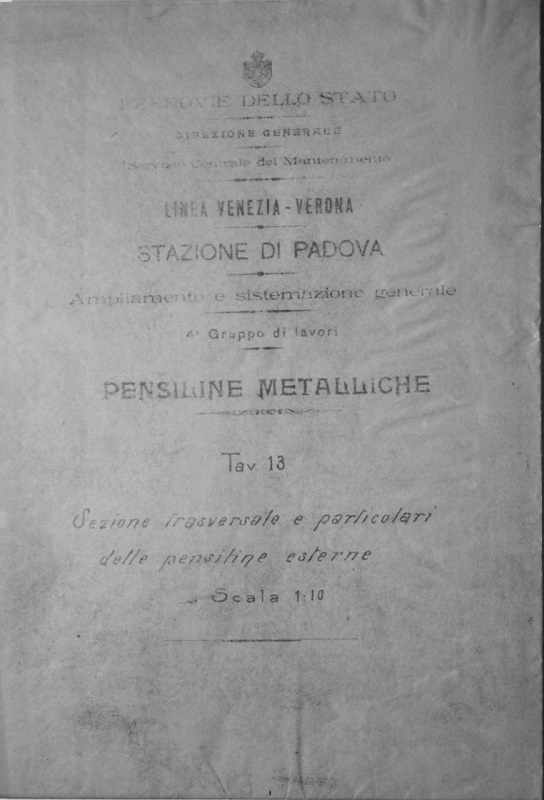 FERROVIE DELLO STATO
DIREZIONE GENERALE
Servizio Centrale del Mantenimento
LINEA VENEZIA - VERONA
STAZIONE DI PADOVA
Ampliamento e sistemazione generale
4° Gruppo di lavori
PENSILINE METALLICHE
Tav. 13
Sezione trasversale e particolari
delle pensiline esterne
Scala 1:10